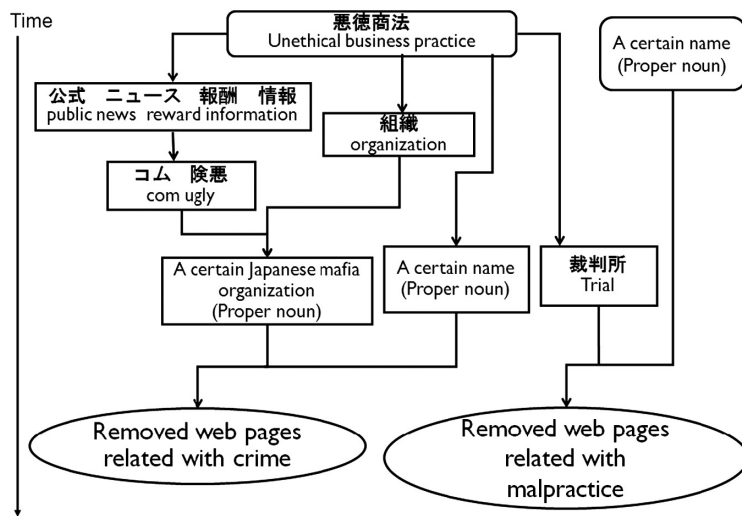 Time
悪徳商法
Unethical business practice
A certain name
(Proper noun)
公式　ニュース　報酬　情報
public news reward information
組織
organization
コム　険悪
com ugly
A certain Japanese mafia
organization
(Proper noun)
A certain name
(Proper noun)
裁判所
Trial
Removed web pages
related with crime
Removed web pages
related with
malpractice